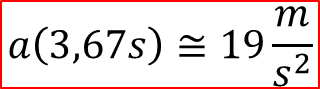 a(3,67s) ≅ 19 m/s²